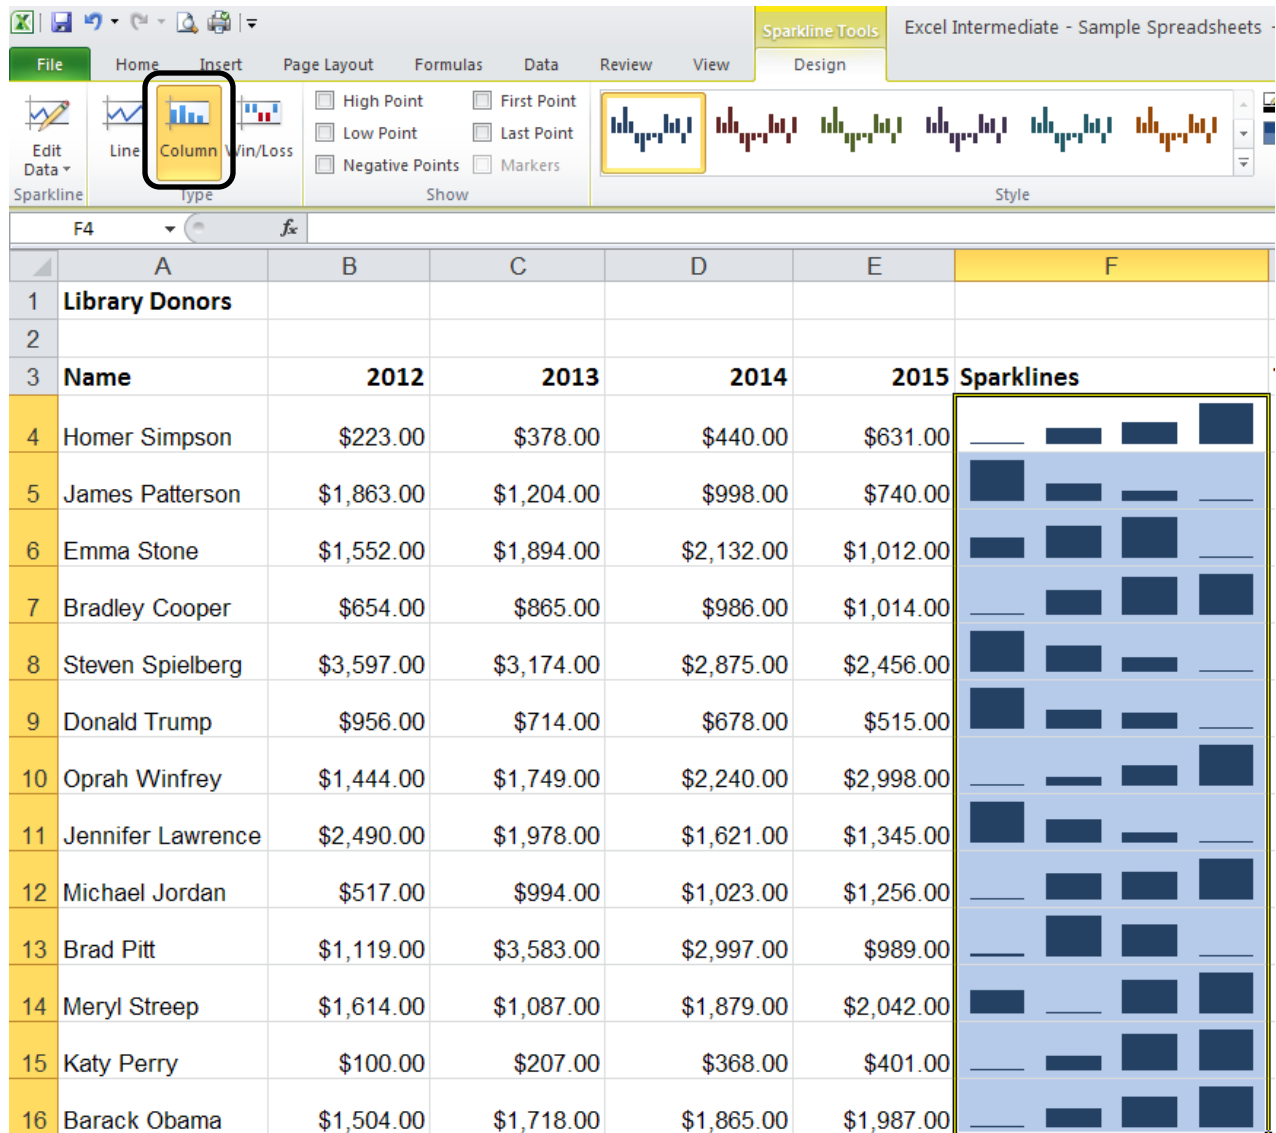 Sparkline Tools
Excel Intermediate - Sample Spreadsheets -
File Home Insert Page Layout Formulas Data Review View Design
Edit Data
Line Column Win/Loss
High Point First Point
Low Point Last Point
Negative Points Markers
Sparkline Type Show Style
F4 fx
A B C D E F
1 Library Donors
2
3 Name 2012 2013 2014 2015 Sparklines
4 Homer Simpson $223.00 $378.00 $440.00 $631.00
5 James Patterson $1,863.00 $1,204.00 $998.00 $740.00
6 Emma Stone $1,552.00 $1,894.00 $2,132.00 $1,012.00
7 Bradley Cooper $654.00 $865.00 $986.00 $1,014.00
8 Steven Spielberg $3,597.00 $3,174.00 $2,875.00 $2,456.00
9 Donald Trump $956.00 $714.00 $678.00 $515.00
10 Oprah Winfrey $1,444.00 $1,749.00 $2,240.00 $2,998.00
11 Jennifer Lawrence $2,490.00 $1,978.00 $1,621.00 $1,345.00
12 Michael Jordan $517.00 $994.00 $1,023.00 $1,256.00
13 Brad Pitt $1,119.00 $3,583.00 $2,997.00 $989.00
14 Meryl Streep $1,614.00 $1,087.00 $1,879.00 $2,042.00
15 Katy Perry $100.00 $207.00 $368.00 $401.00
16 Barack Obama $1,504.00 $1,718.00 $1,865.00 $1,987.00